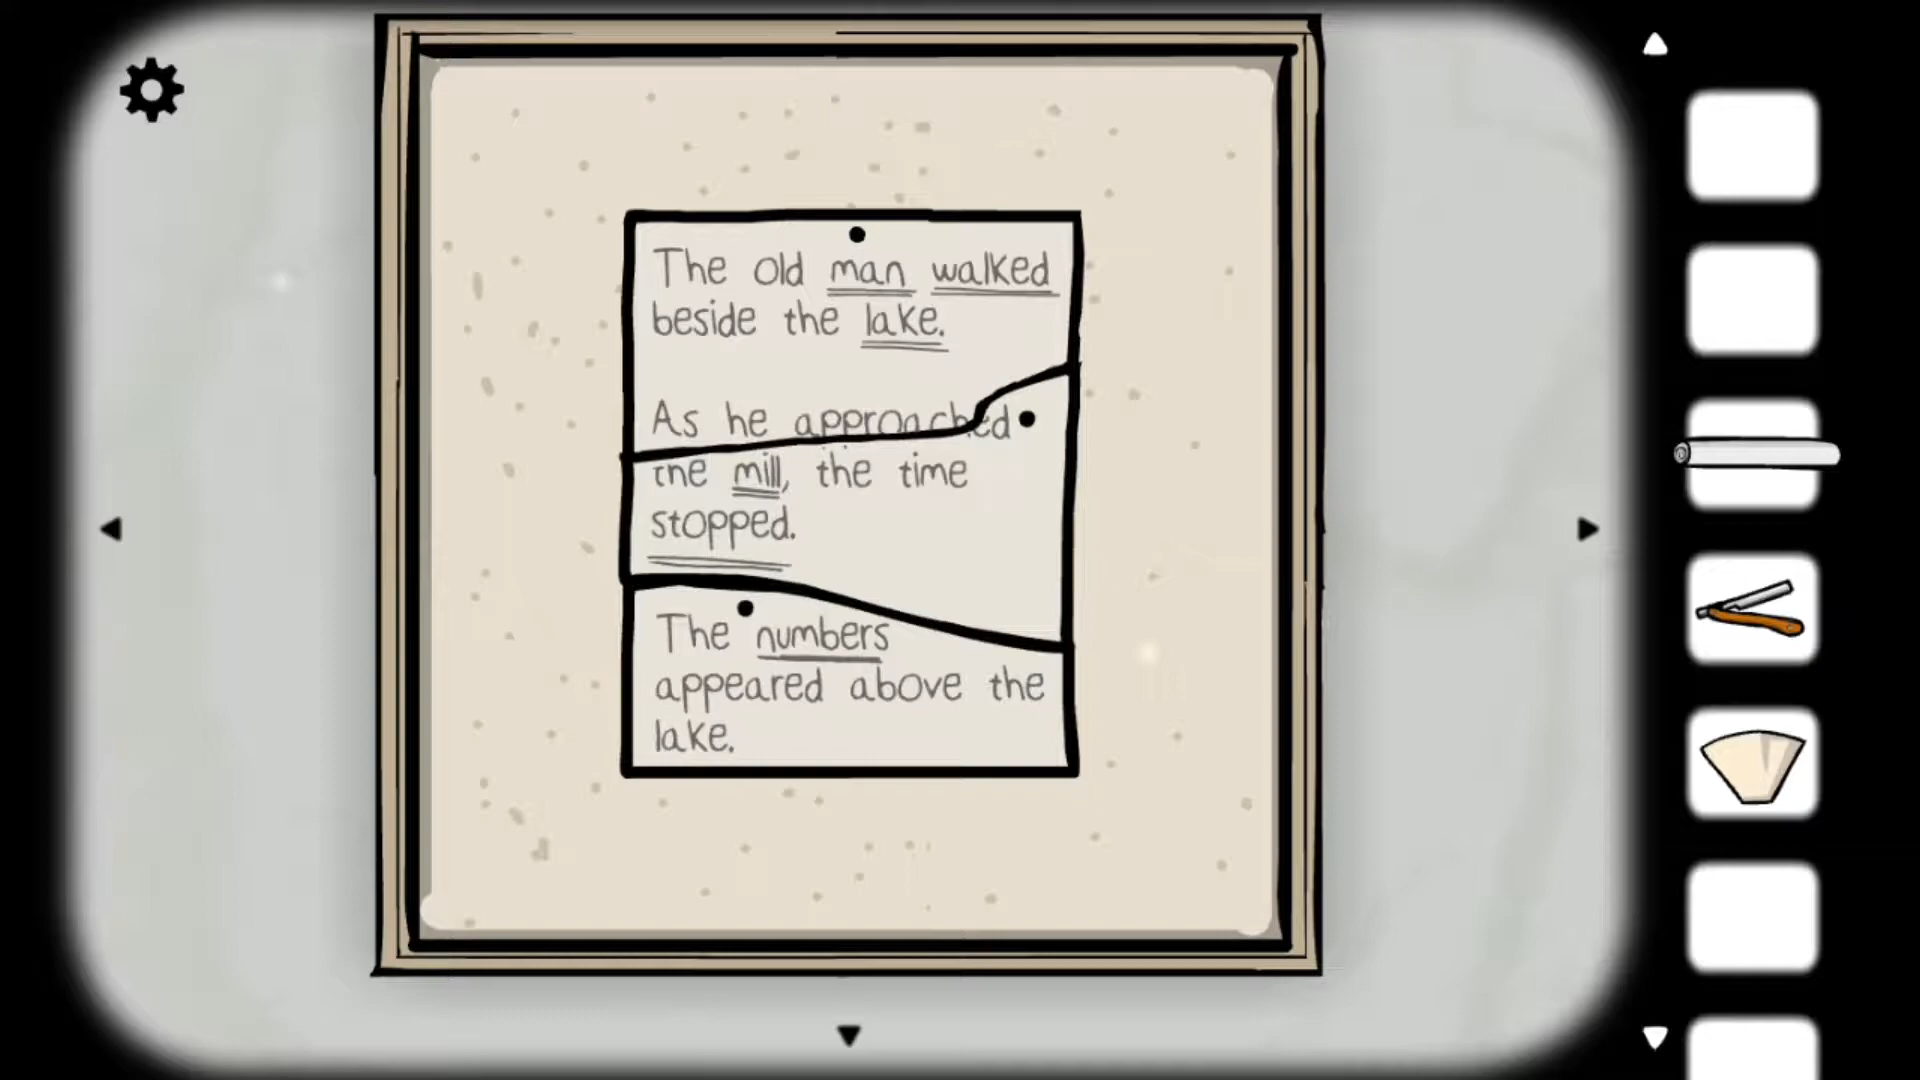 The old man walked
beside the lake.
As he approached
the mill, the time
stopped.
The numbers
appeared above the
lake.